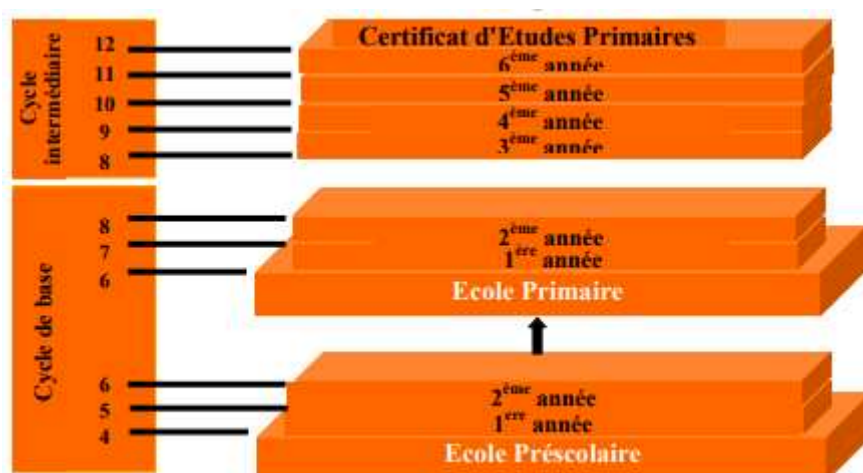 12 Certificat d'Etudes Primaires
6ème année
11
5ème année
10
4ème année
9
3ème année
8
Cycle intermédiaire
8
2ème année
7
1ère année
6
Ecole Primaire
Cycle de base
6
2ème année
5
1ere année
4
Ecole Préscolaire